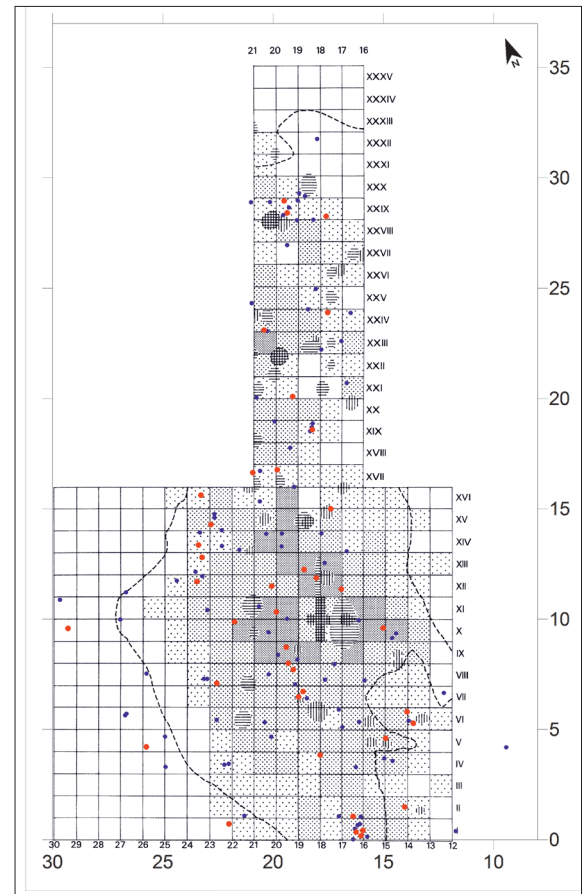 21 20 19 18 17 16
35
XXXV
XXXIV
XXXIII
XXXII
XXXI
30
XXX
XXIX
XXVIII
XXVII
XXVI
25
XXV
XXIV
XXIII
XXII
XXI
20
XX
XIX
XVIII
XVII
XVI
15
XV
XIV
XIII
XII
XI
10
X
IX
VIII
VII
VI
5
V
IV
III
II
I
0
30 29 28 27 26 25 24 23 22 21 20 19 18 17 16 15 14 13 12
30 25 20 15 10
N